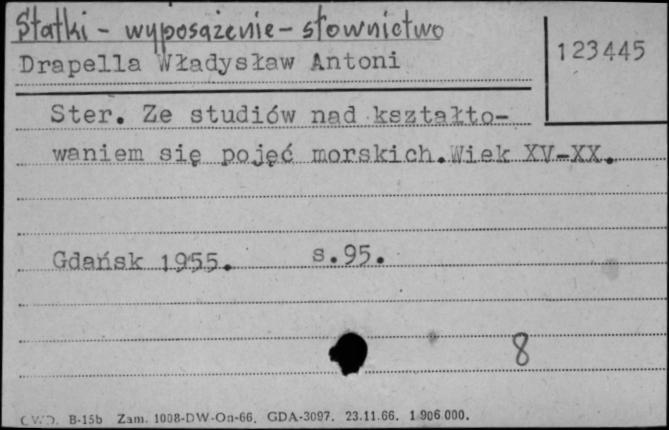 Statki - wyposażenie - słownictwo
Drapella Władysław Antoni
123445
Ster. Ze studiów nad kształto-
waniem się pojęć morskich.Wiek XV-XX.
Gdańsk 1955. s.95.
8
CWD. B-15b Zam. 1008-DW-On-66. GDA-3097. 23.11.66. 1 906 000.